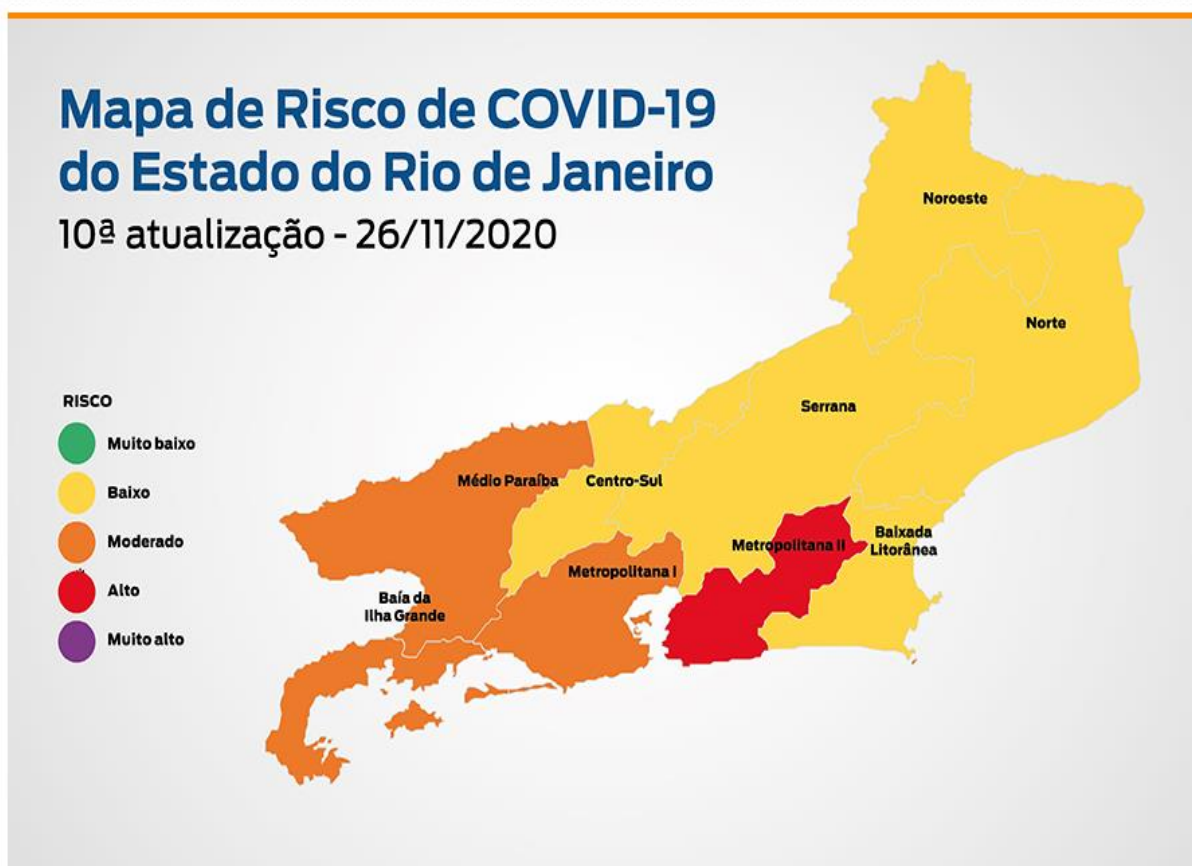 Mapa de Risco de COVID-19
do Estado do Rio de Janeiro
10ª atualização - 26/11/2020
Noroeste
Norte
Serrana
RISCO
Muito baixo
Baixo
Moderado
Alto
Muito alto
Médio Paraíba
Centro-Sul
Metropolitana II
Baixada
Litorânea
Metropolitana I
Baía da
Ilha Grande